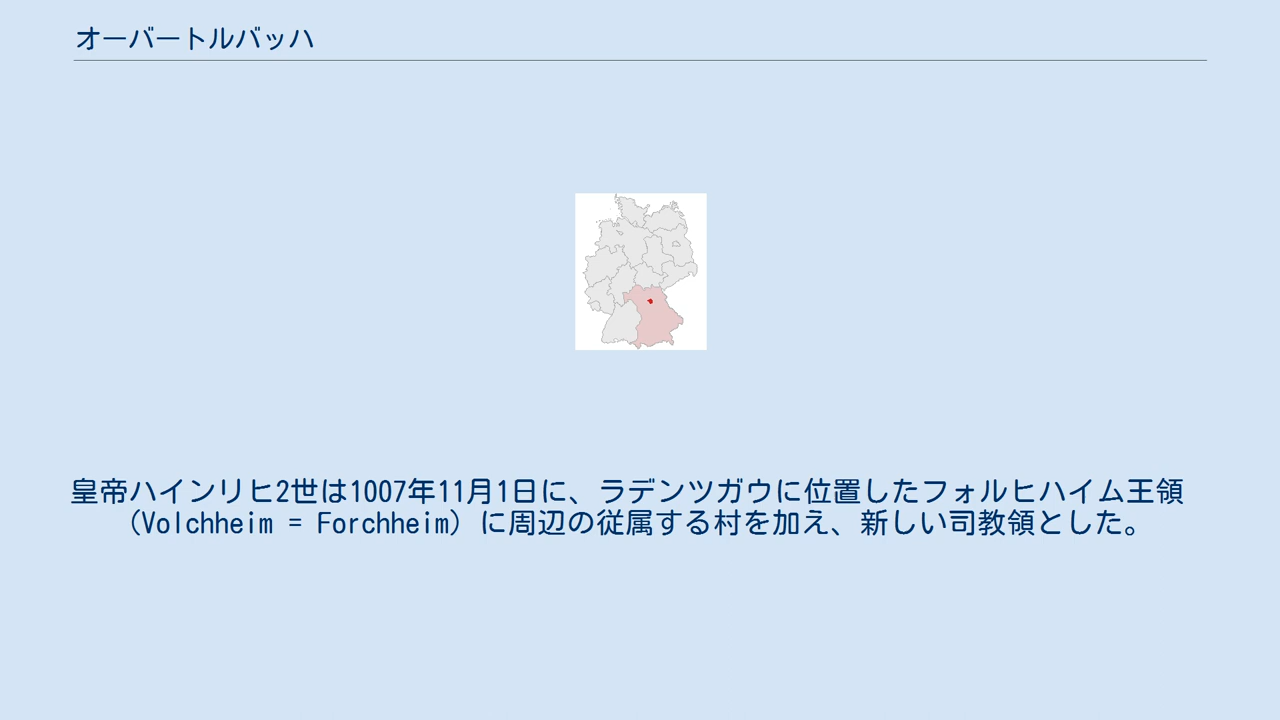 オーバートルバッハ
皇帝ハインリヒ2世は1007年11月1日に、ラデンツガウに位置したフォルヒハイム王領
（Volchheim = Forchheim）に周辺の従属する村を加え、新しい司教領とした。